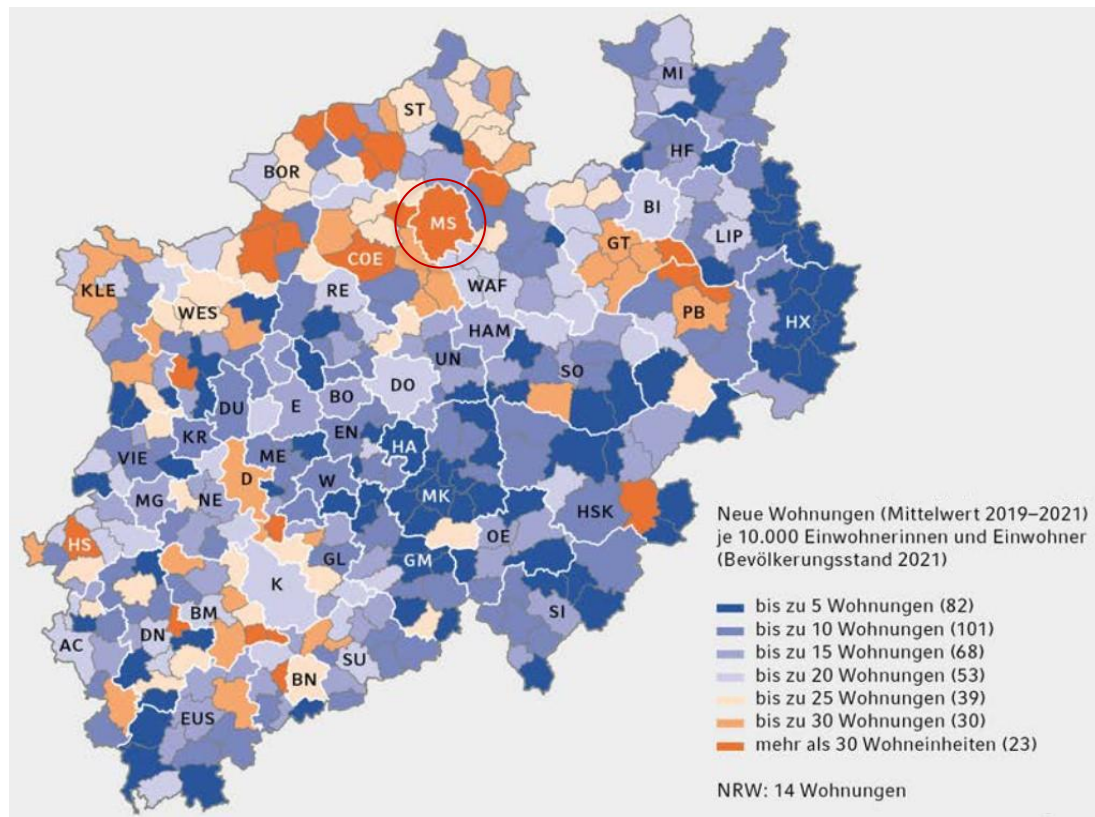 MI
ST
HF
BOR
BI
MS
LIP
GT
COE
KLE
RE
WAF
WES
PB
HX
HAM
UN
SO
DO
BO
E
DU
EN
KR
HA
ME
VIE
D
W
MK
MG
NE
HSK
OE
HS
GL
GM
K
BM
SI
DN
AC
SU
BN
EUS
Neue Wohnungen (Mittelwert 2019–2021)
je 10.000 Einwohnerinnen und Einwohner
(Bevölkerungsstand 2021)
bis zu 5 Wohnungen (82)
bis zu 10 Wohnungen (101)
bis zu 15 Wohnungen (68)
bis zu 20 Wohnungen (53)
bis zu 25 Wohnungen (39)
bis zu 30 Wohnungen (30)
mehr als 30 Wohneinheiten (23)
NRW: 14 Wohnungen